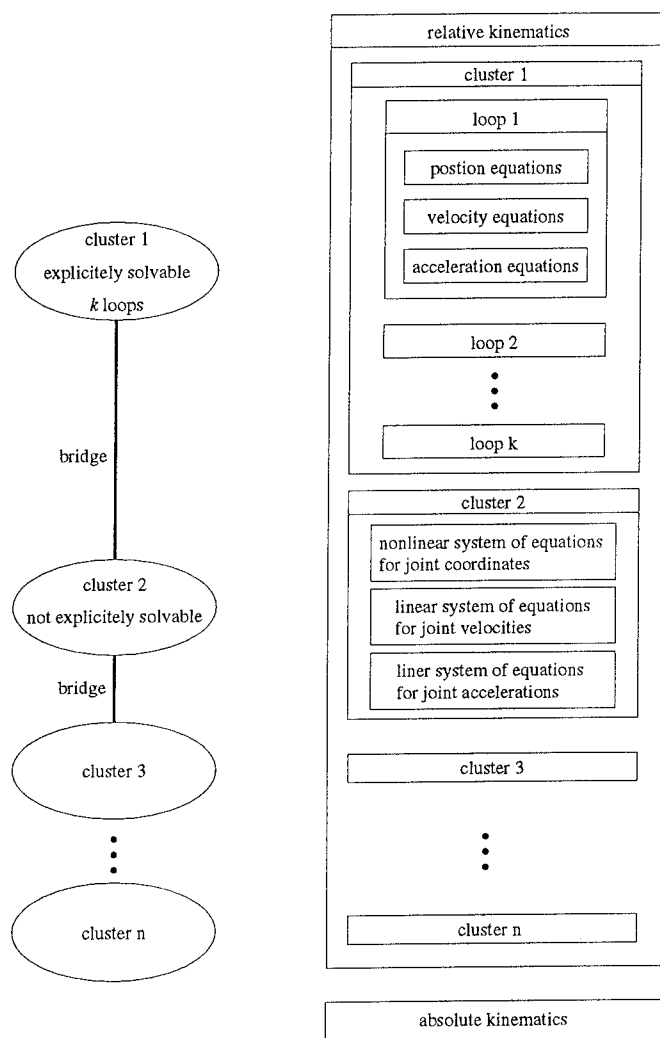 cluster 1
explicitely solvable
k loops
bridge
cluster 2
not explicitely solvable
bridge
cluster 3
cluster n
relative kinematics
cluster 1
loop 1
postion equations
velocity equations
acceleration equations
loop 2
loop k
cluster 2
nonlinear system of equations
for joint coordinates
linear system of equations
for joint velocities
liner system of equations
for joint accelerations
cluster 3
cluster n
absolute kinematics